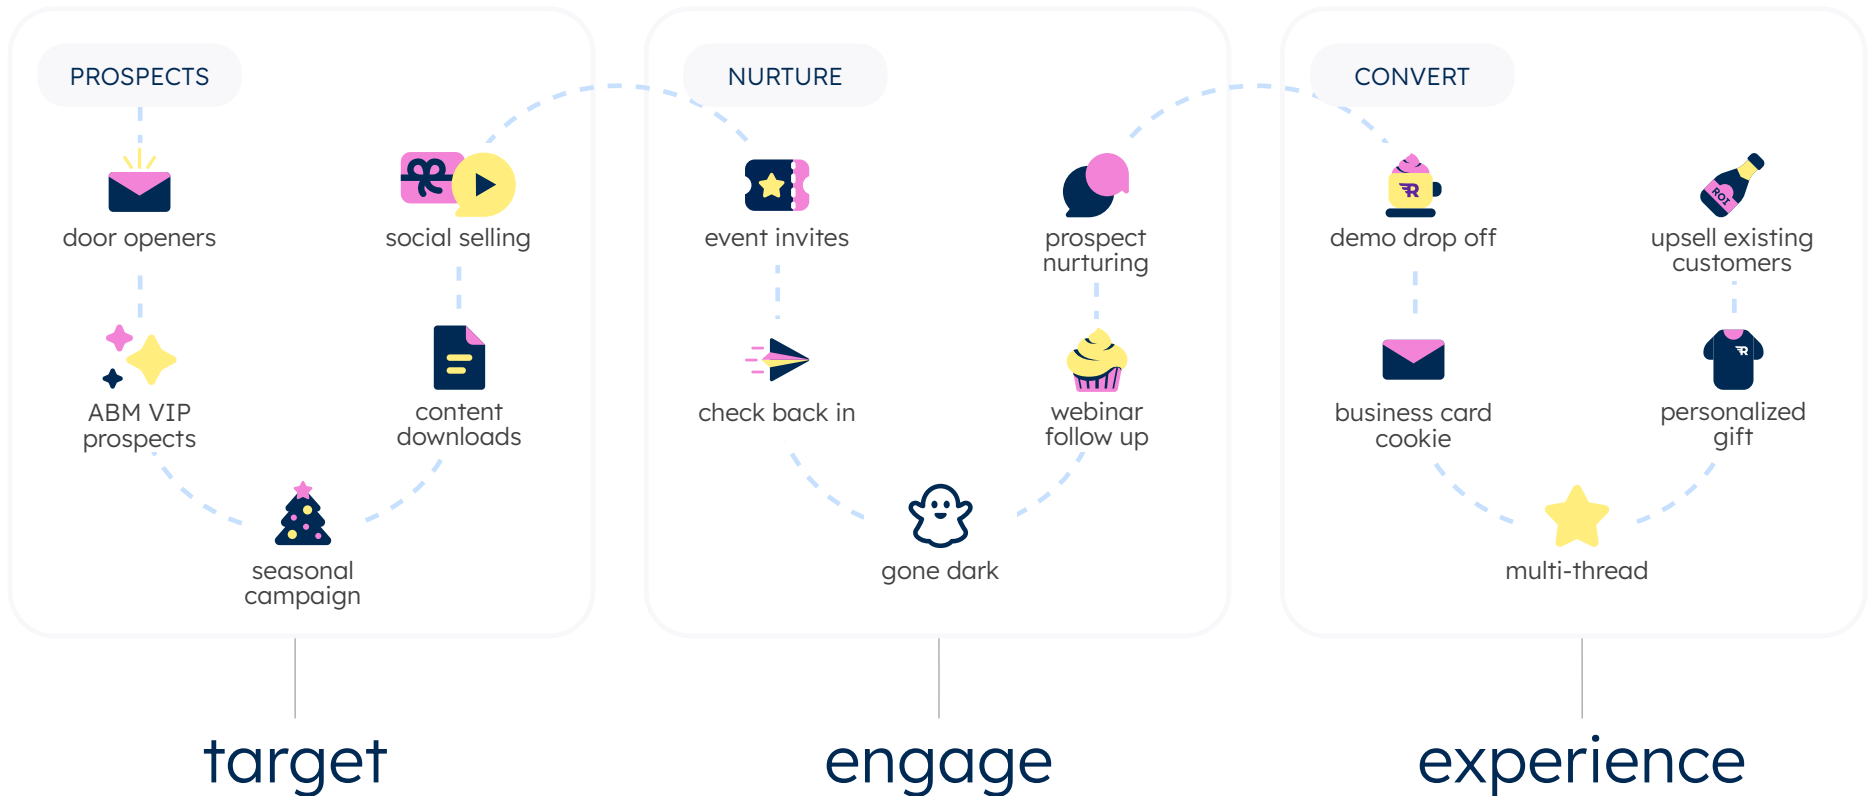 PROSPECTS
door openers
social selling
ABM VIP
prospects
content
downloads
seasonal
campaign
target
NURTURE
event invites
prospect
nurturing
check back in
webinar
follow up
gone dark
engage
CONVERT
R
demo drop off
ROI
upsell existing
customers
business card
cookie
R
personalized
gift
multi-thread
experience